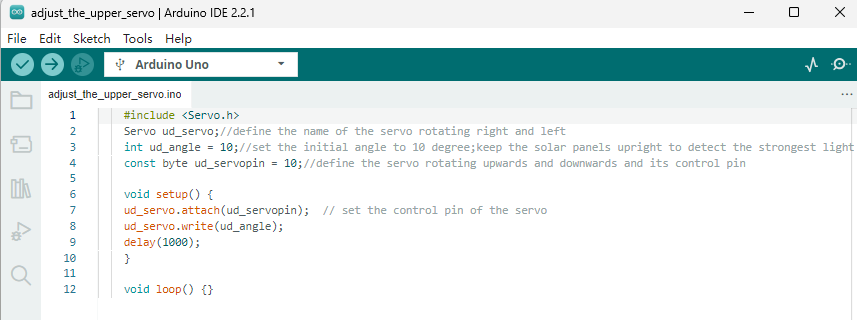 adjust_the_upper_servo | Arduino IDE 2.2.1
File Edit Sketch Tools Help
Arduino Uno
adjust_the_upper_servo.ino
1 #include <Servo.h>
2 Servo ud_servo;//define the name of the servo rotating right and left
3 int ud_angle = 10;//set the initial angle to 10 degree;keep the solar panels upright to detect the strongest light
4 const byte ud_servopin = 10;//define the servo rotating upwards and downwards and its control pin
5
6 void setup() {
7 ud_servo.attach(ud_servopin);  // set the control pin of the servo
8 ud_servo.write(ud_angle);
9 delay(1000);
10 }
11
12 void loop() {}